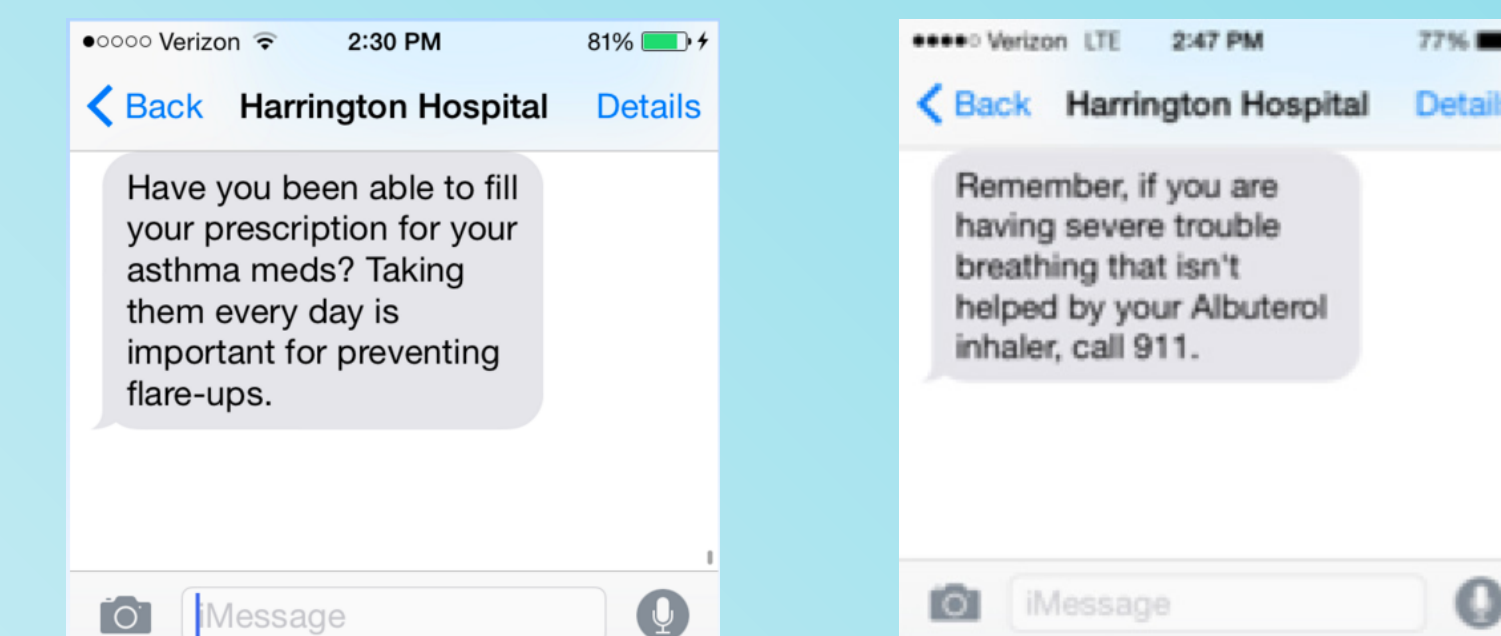 Verizon 2:30 PM 81%
Back Harrington Hospital Details
Have you been able to fill
your prescription for your
asthma meds? Taking
them every day is
important for preventing
flare-ups.
iMessage
Verizon LTE 2:47 PM 77%
Back Harrington Hospital Detail
Remember, if you are
having severe trouble
breathing that isn't
helped by your Albuterol
inhaler, call 911.
iMessage